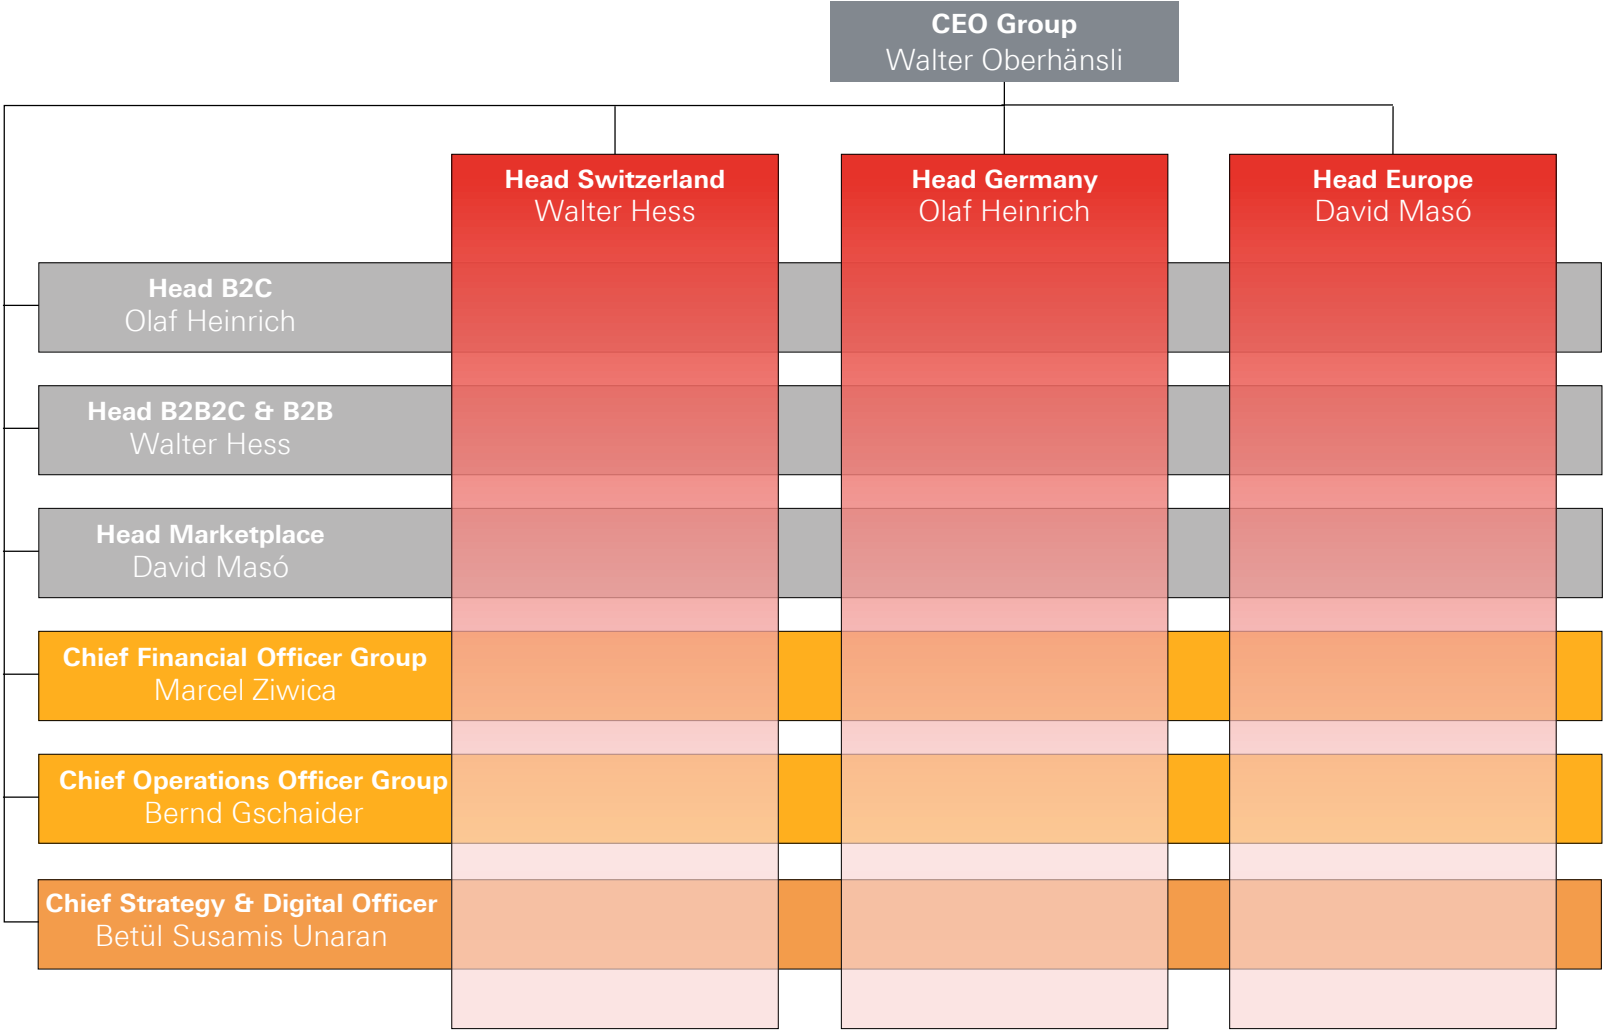 CEO Group
Walter Oberhänsli
Head Switzerland
Walter Hess
Head Germany
Olaf Heinrich
Head Europe
David Masó
Head B2C
Olaf Heinrich
Head B2B2C & B2B
Walter Hess
Head Marketplace
David Masó
Chief Financial Officer Group
Marcel Ziwica
Chief Operations Officer Group
Bernd Gschaider
Chief Strategy & Digital Officer
Betül Susamis Unaran